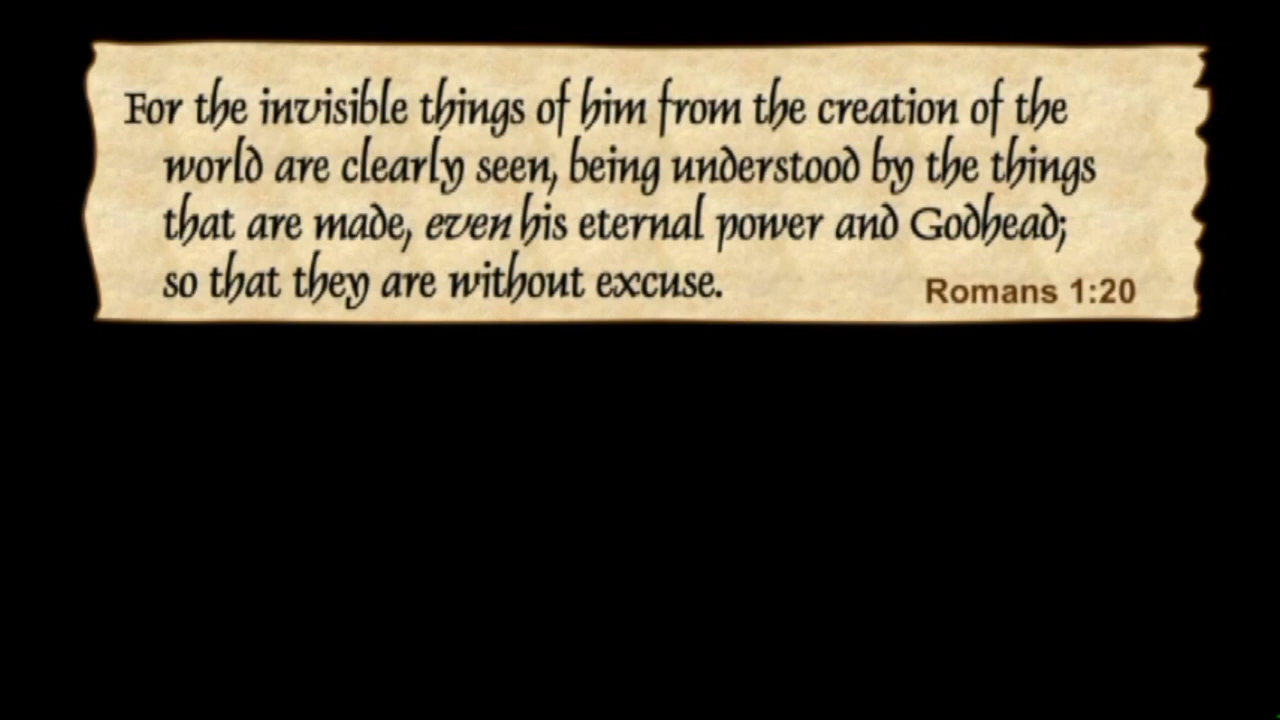 For the invisible things of him from the creation of the
world are clearly seen, being understood by the things
that are made, even his eternal power and Godhead;
so that they are without excuse.
Romans 1:20